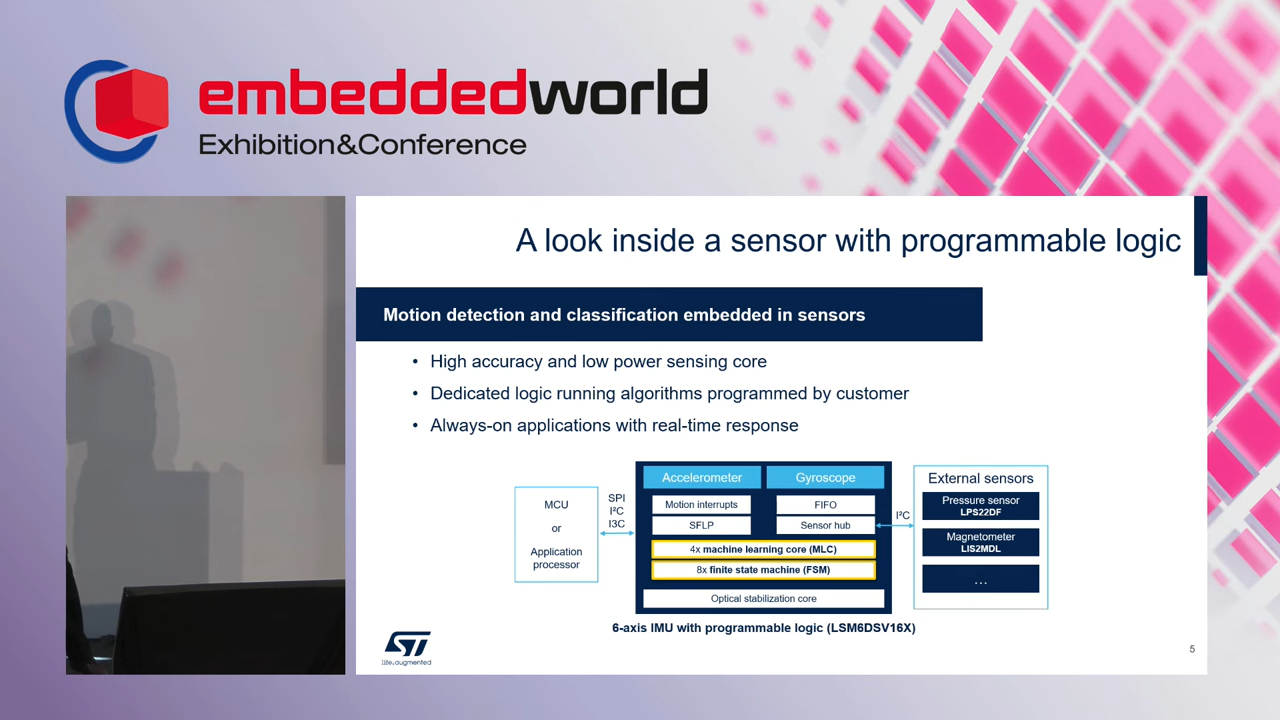 embeddedworld
Exhibition&Conference
A look inside a sensor with programmable logic
Motion detection and classification embedded in sensors
• High accuracy and low power sensing core
• Dedicated logic running algorithms programmed by customer
• Always-on applications with real-time response
MCU
or
Application
processor
SPI
I²C
I3C
Accelerometer
Gyroscope
Motion interrupts
FIFO
SFLP
Sensor hub
4x machine learning core (MLC)
8x finite state machine (FSM)
Optical stabilization core
I²C
External sensors
Pressure sensor
LPS22DF
Magnetometer
LIS2MDL
...
6-axis IMU with programmable logic (LSM6DSV16X)
ST
life.augmented
5